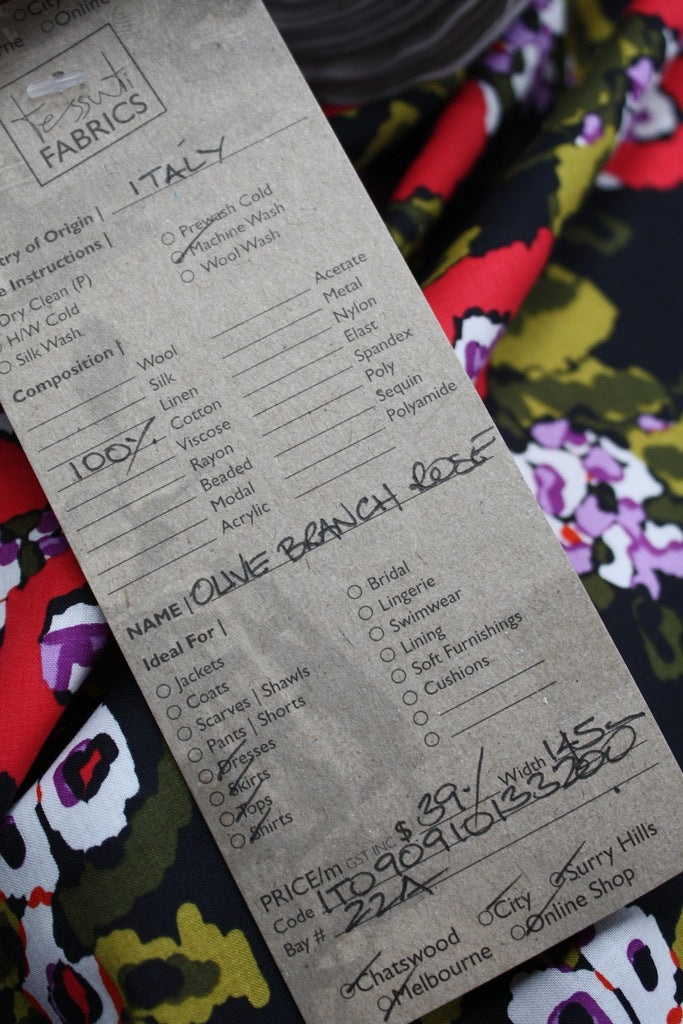 City
Online
tessuti
FABRICS
ITALY
try of Origin |
Instructions |
Prewash Cold
Machine Wash
Wool Wash
Dry Clean (P)
H/W Cold
Silk Wash
Composition |
Wool
Silk
Linen
100% Cotton
Viscose
Rayon
Beaded
Modal
Acrylic
Acetate
Metal
Nylon
Elast
Spandex
Poly
Sequin
Polyamide
NAME | OLIVE BRANCH ROSE
Ideal For |
Jackets
Coats
Scarves | Shawls
Pants | Shorts
Dresses
Skirts
Tops
Shirts
Bridal
Lingerie
Swimwear
Lining
Soft Furnishings
Cushions
PRICE/m GST INC $ 39-/ Width 145-
Code IT090910133200
Bay # 22A
Chatswood City Surry Hills
Melbourne Online Shop